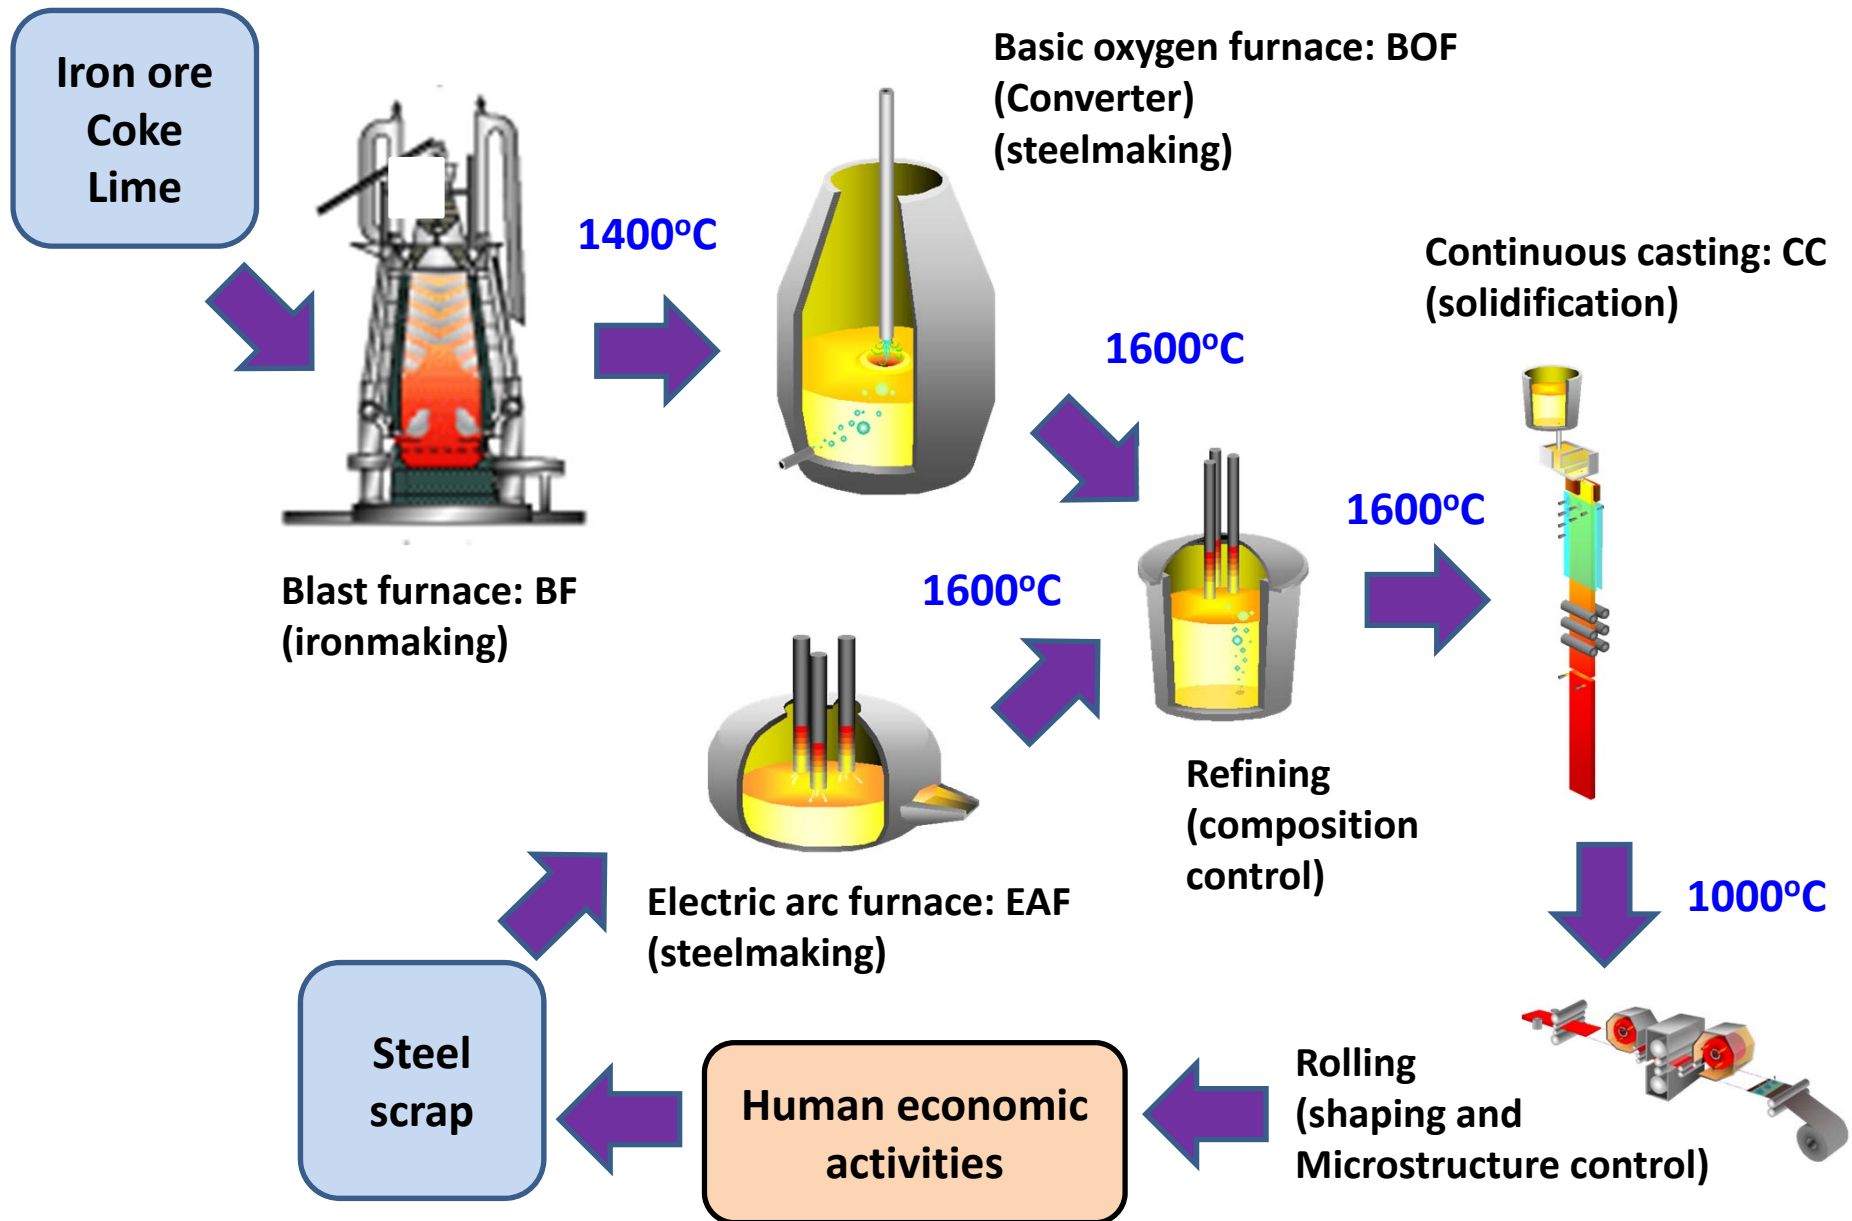 Iron ore
Coke
Lime
Basic oxygen furnace: BOF
(Converter)
(steelmaking)
1400°C
Continuous casting: CC
(solidification)
1600°C
1600°C
Blast furnace: BF
(ironmaking)
1600°C
Refining
(composition
control)
Electric arc furnace: EAF
(steelmaking)
1000°C
Steel
scrap
Human economic
activities
Rolling
(shaping and
Microstructure control)